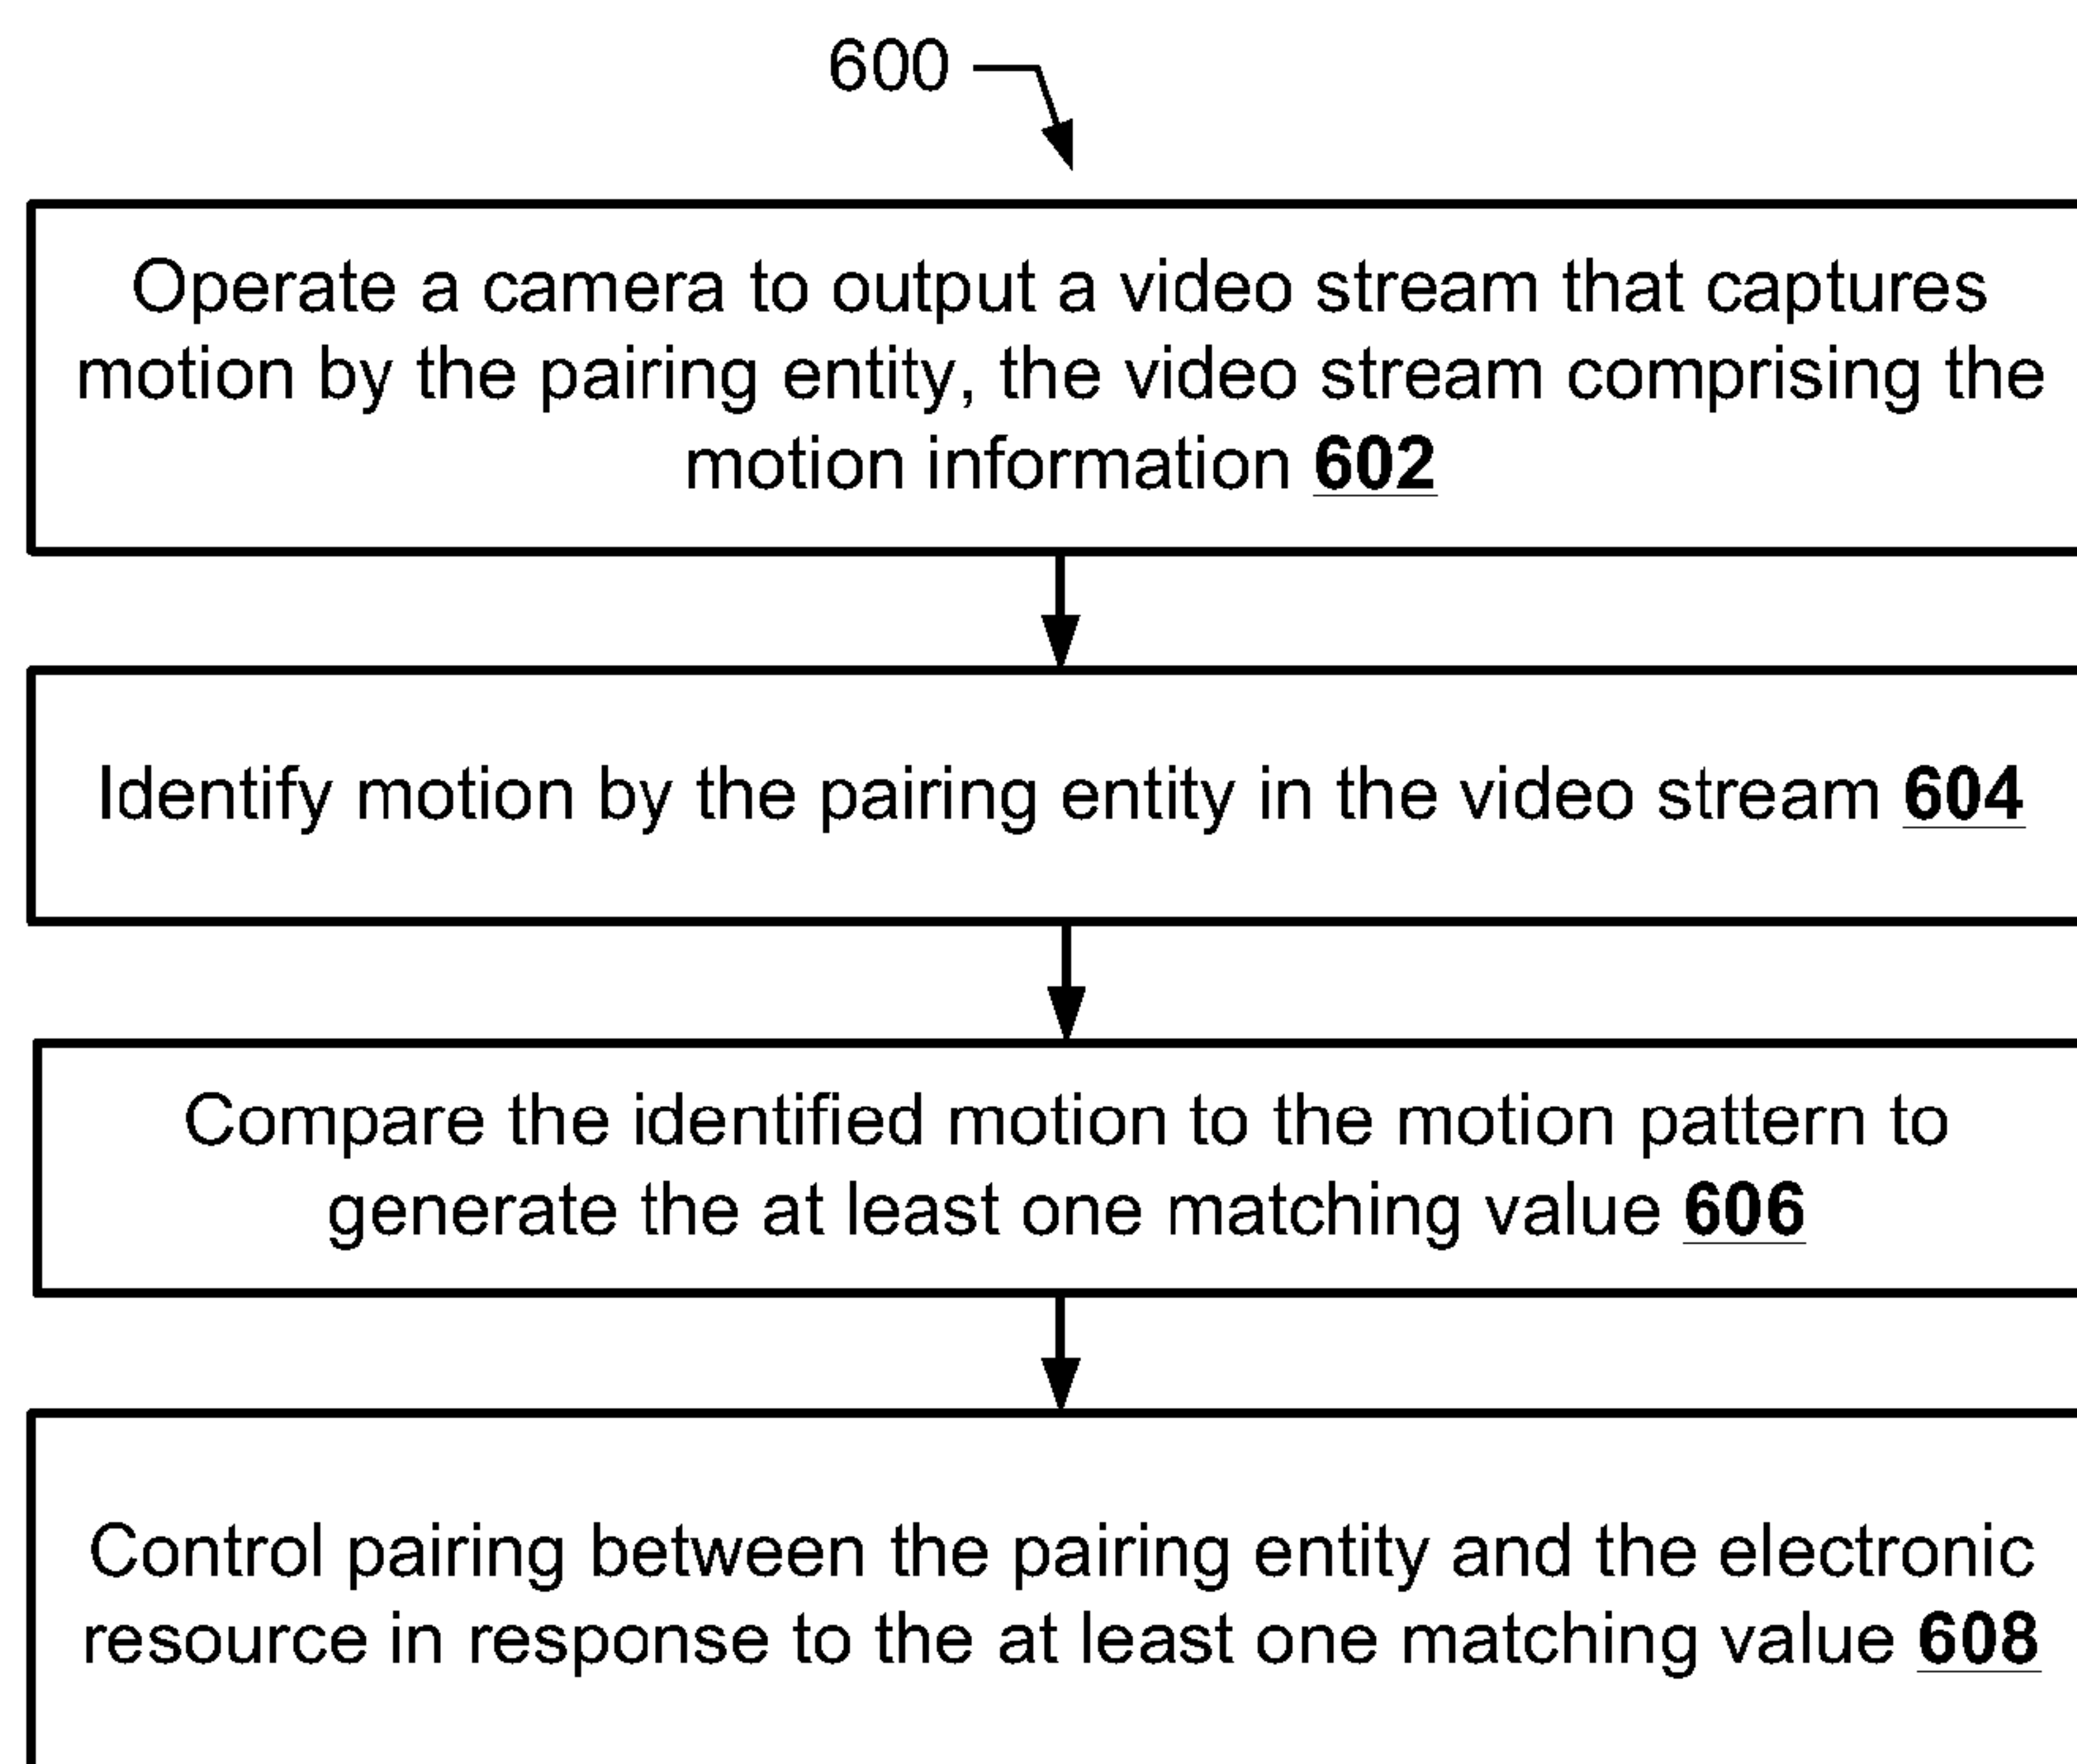 600
Operate a camera to output a video stream that captures
motion by the pairing entity, the video stream comprising the
motion information 602
Identify motion by the pairing entity in the video stream 604
Compare the identified motion to the motion pattern to
generate the at least one matching value 606
Control pairing between the pairing entity and the electronic
resource in response to the at least one matching value 608